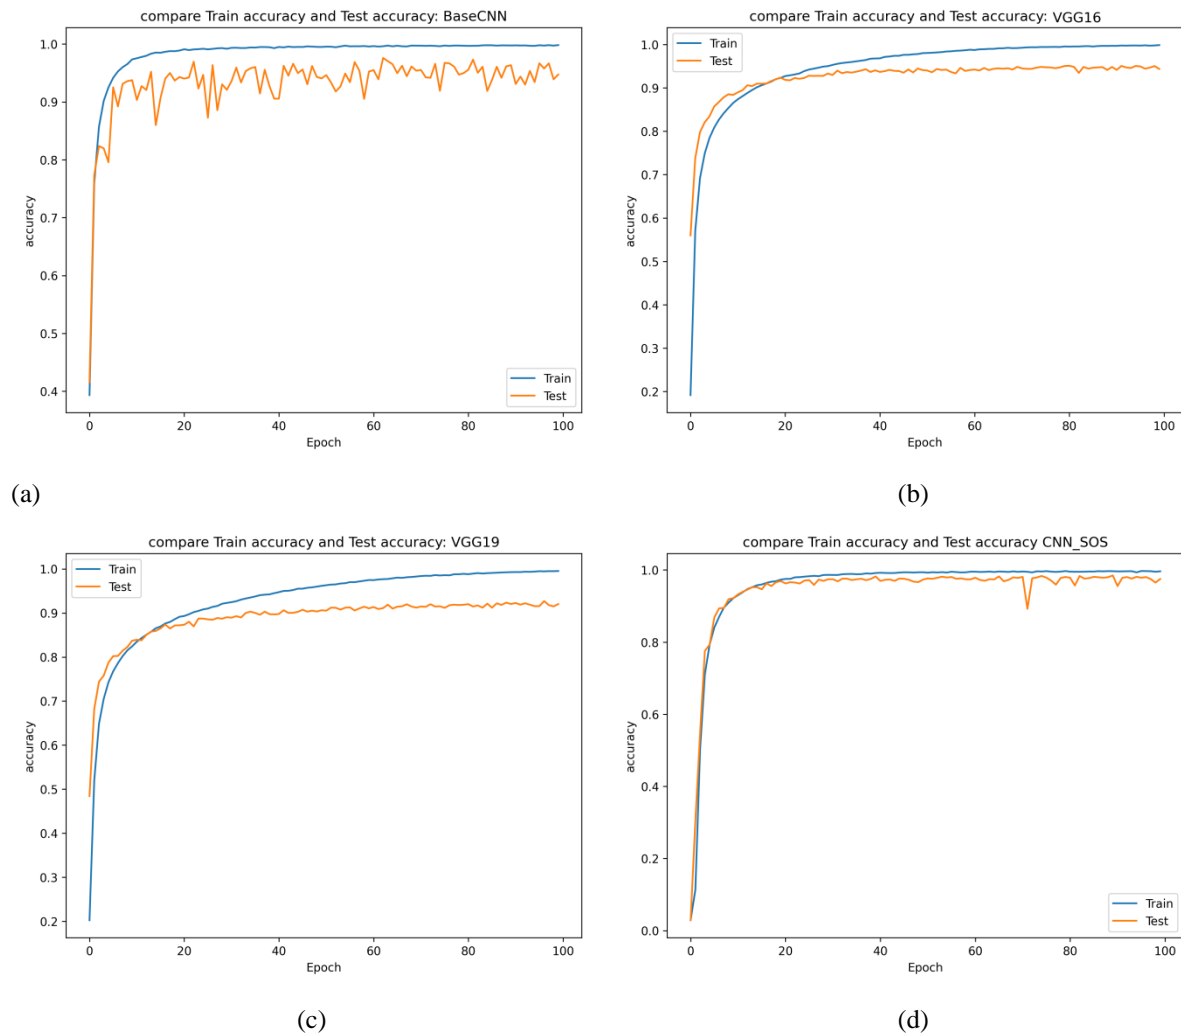 compare Train accuracy and Test accuracy: BaseCNN
1.0
0.9
0.8
0.7
0.6
0.5
0.4
accuracy
0 20 40 60 80 100
Epoch
Train
Test
(a)
compare Train accuracy and Test accuracy: VGG16
1.0
0.9
0.8
0.7
0.6
0.5
0.4
0.3
0.2
accuracy
0 20 40 60 80 100
Epoch
Train
Test
(b)
compare Train accuracy and Test accuracy: VGG19
1.0
0.9
0.8
0.7
0.6
0.5
0.4
0.3
0.2
accuracy
0 20 40 60 80 100
Epoch
Train
Test
(c)
compare Train accuracy and Test accuracy CNN_SOS
1.0
0.8
0.6
0.4
0.2
0.0
accuracy
0 20 40 60 80 100
Epoch
Train
Test
(d)